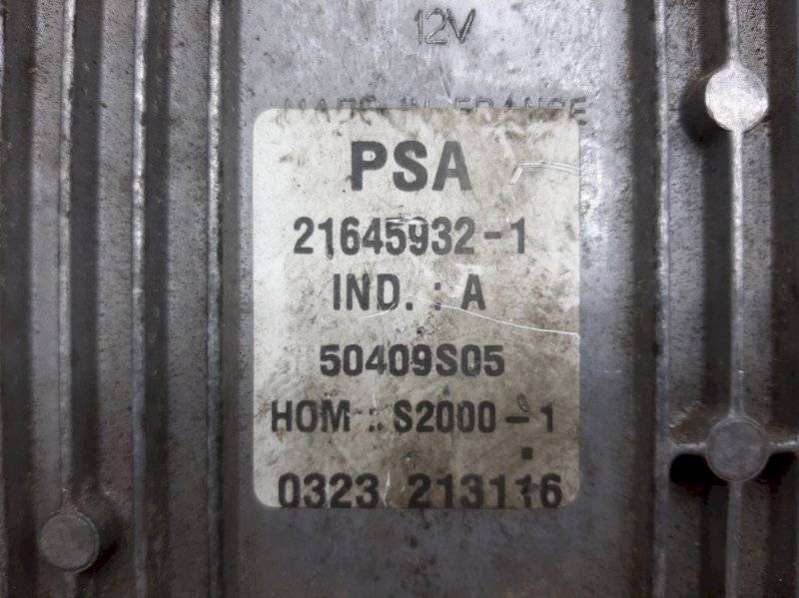 12V
MADE IN FRANCE
PSA
21645932-1
IND. : A
50409S05
HOM : S2000-1
0323 213116